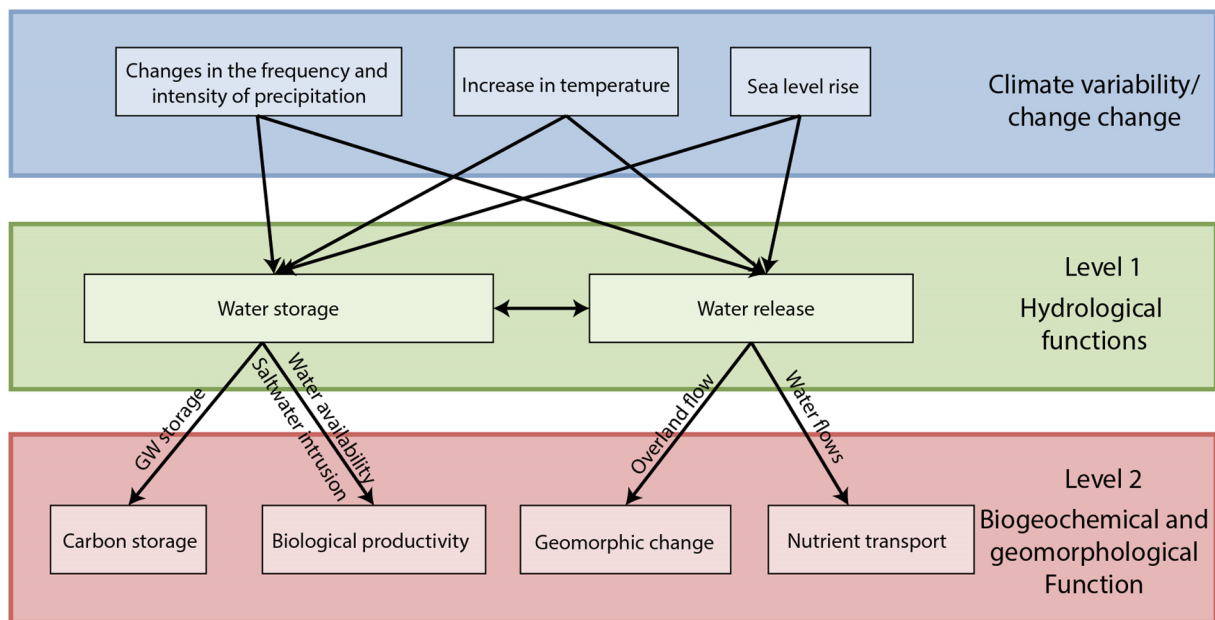 Changes in the frequency and
intensity of precipitation
Increase in temperature
Sea level rise
Climate variability/
change change
Level 1
Hydrological
functions
Water storage
Water release
GW storage
Saltwater intrusion
Water availability
Overland flow
Water flows
Level 2
Biogeochemical and
geomorphological
Function
Carbon storage
Biological productivity
Geomorphic change
Nutrient transport